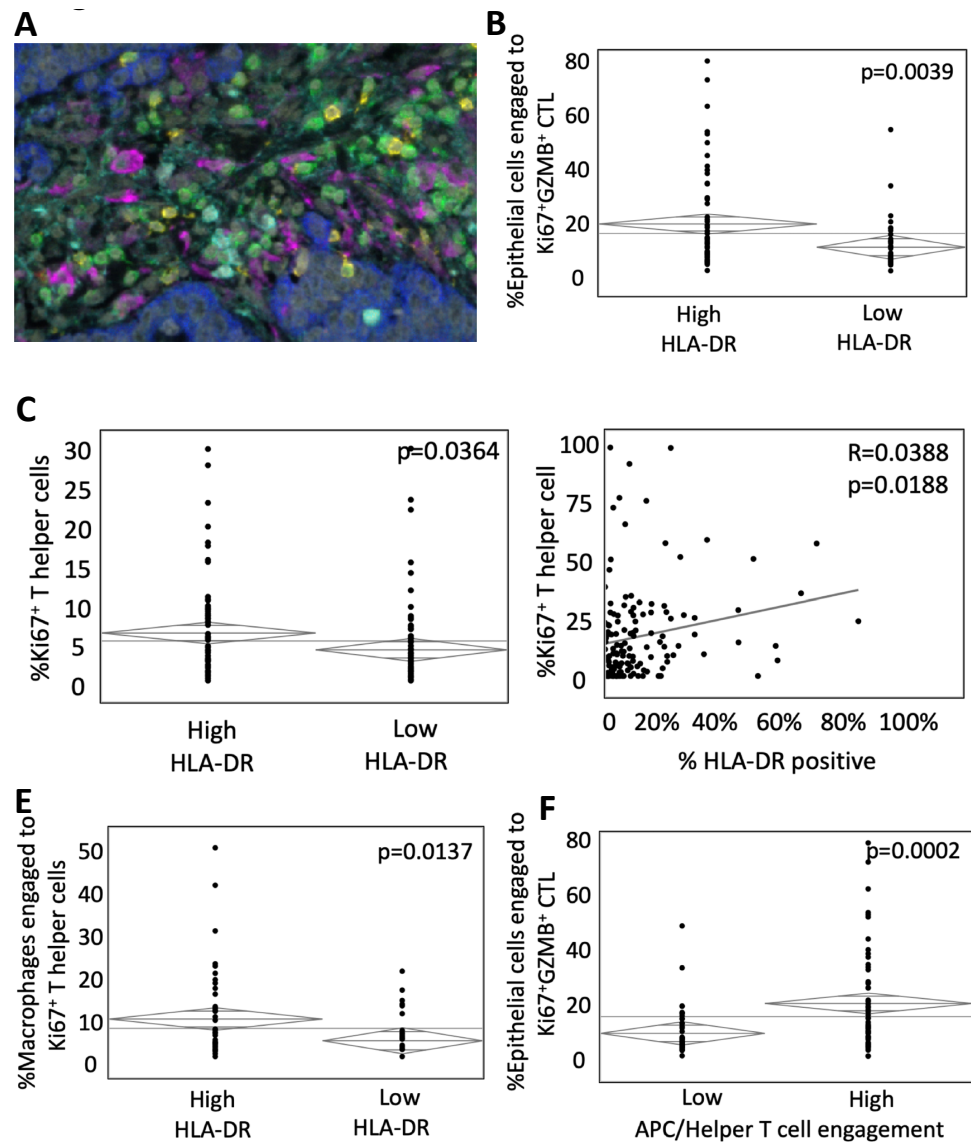 A
B
%Epithelial cells engaged to
Ki67+GZMB+ CTL
80
60
40
20
0
p=0.0039
High
HLA-DR
Low
HLA-DR
C
%Ki67+ T helper cells
30
25
20
15
10
5
0
p=0.0364
High
HLA-DR
Low
HLA-DR
%Ki67+ T helper cell
100
75
50
25
0
R=0.0388
p=0.0188
0 20% 40% 60% 80% 100%
% HLA-DR positive
E
%Macrophages engaged to
Ki67+ T helper cells
50
40
30
20
10
0
p=0.0137
High
HLA-DR
Low
HLA-DR
F
%Epithelial cells engaged to
Ki67+GZMB+ CTL
80
60
40
20
0
p=0.0002
Low
High
APC/Helper T cell engagement